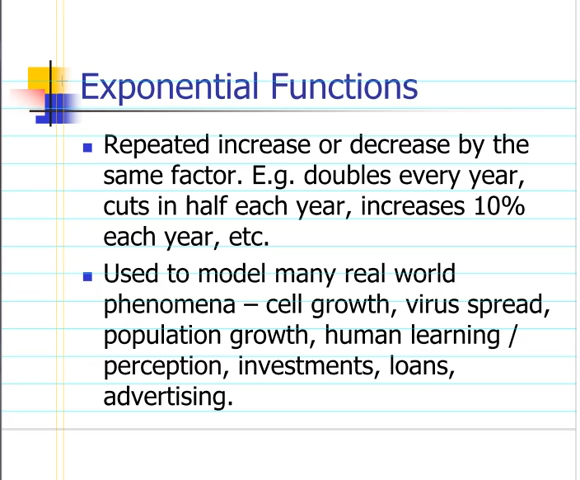 Exponential Functions
Repeated increase or decrease by the
same factor. E.g. doubles every year,
cuts in half each year, increases 10%
each year, etc.
Used to model many real world
phenomena – cell growth, virus spread,
population growth, human learning /
perception, investments, loans,
advertising.